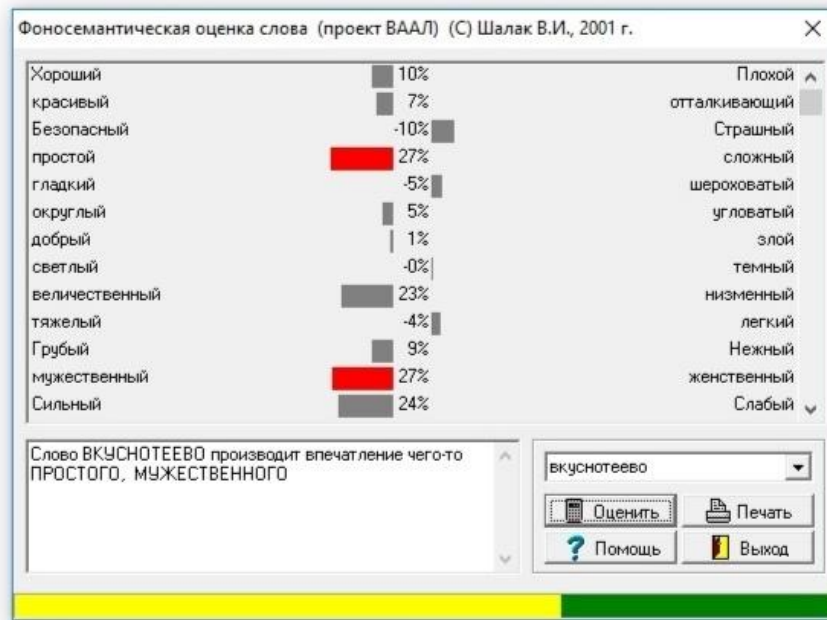 Фоносемантическая оценка слова (проект ВААЛ) (С) Шалак В.И., 2001 г.
Хороший 10% Плохой
красивый 7% отталкивающий
Безопасный -10% Страшный
простой 27% сложный
гладкий -5% шероховатый
округлый 5% угловатый
добрый 1% злой
светлый -0% темный
величественный 23% низменный
тяжелый -4% легкий
Грубый 9% Нежный
мужественный 27% женственный
Сильный 24% Слабый
Слово ВКУСНОТЕЕВО производит впечатление чего-то
ПРОСТОГО, МУЖЕСТВЕННОГО
вкуснотеево
Оценить Печать
Помощь Выход